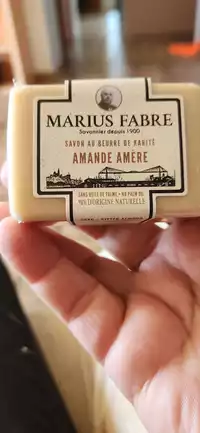 MARIUS FABRE
Savonnier depuis 1900
SAVON AU BEURRE DE KARITÉ
AMANDE AMÈRE
SANS HUILE DE PALME • NO PALM OIL
D'ORIGINE NATURELLE